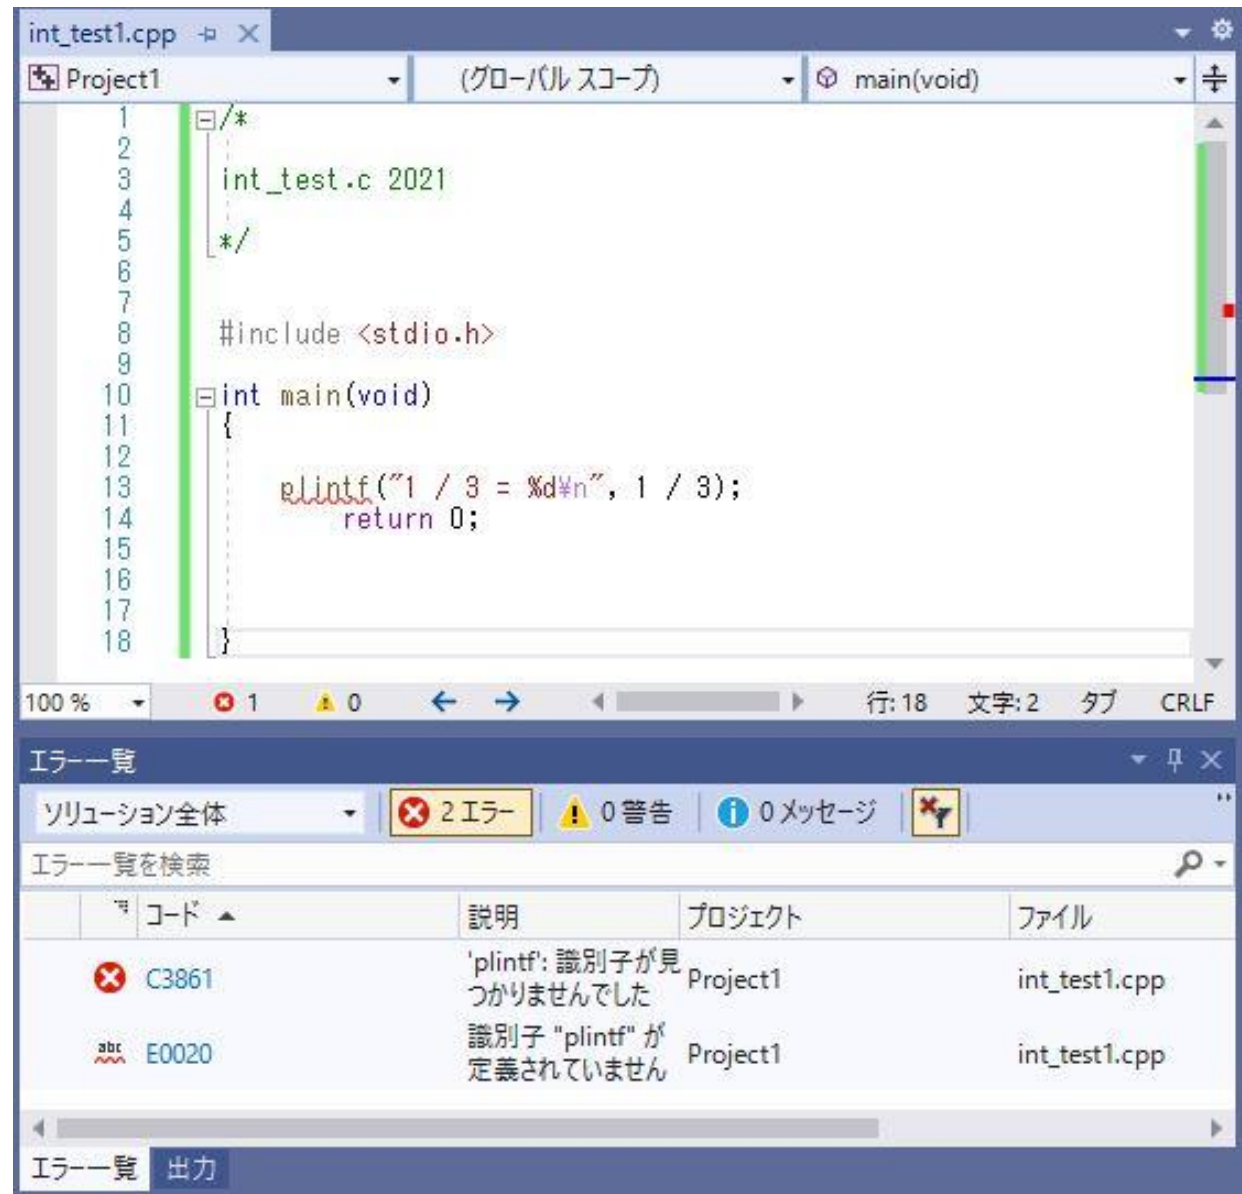 int_test1.cpp
Project1 (グローバル スコープ) main(void)
1 /*
2
3 int_test.c 2021
4
5 */
6
7
8 #include <stdio.h>
9
10 int main(void)
11 {
12
13 plintf("1 / 3 = %d¥n", 1 / 3);
14 return 0;
15
16
17
18 }
100 % 1 0 行: 18 文字: 2 タブ CRLF
エラー一覧
ソリューション全体 2 エラー 0 警告 0 メッセージ
エラー一覧を検索
コード 説明 プロジェクト ファイル
C3861 'plintf': 識別子が見つかりませんでした Project1 int_test1.cpp
abc E0020 識別子 "plintf" が定義されていません Project1 int_test1.cpp
エラー一覧 出力